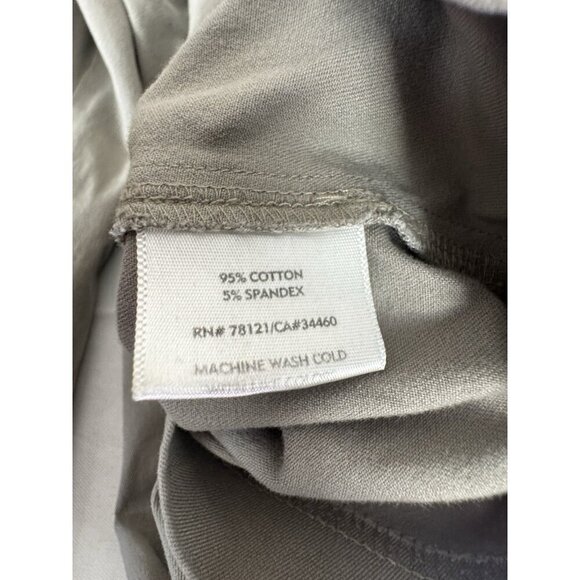 95% COTTON
5% SPANDEX
RN# 78121/CA#34460
MACHINE WASH COLD